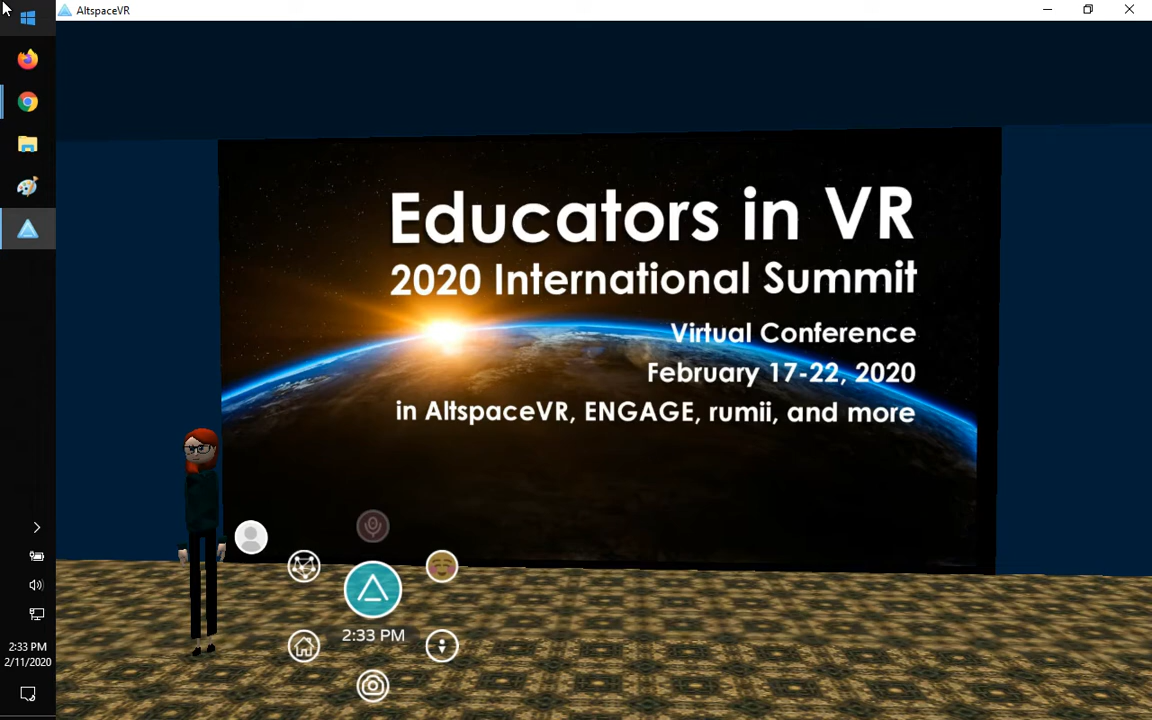 AltspaceVR
Educators in VR
2020 International Summit
Virtual Conference
February 17-22, 2020
in AltspaceVR, ENGAGE, rumii, and more
2:33 PM
2:33 PM
2/11/2020